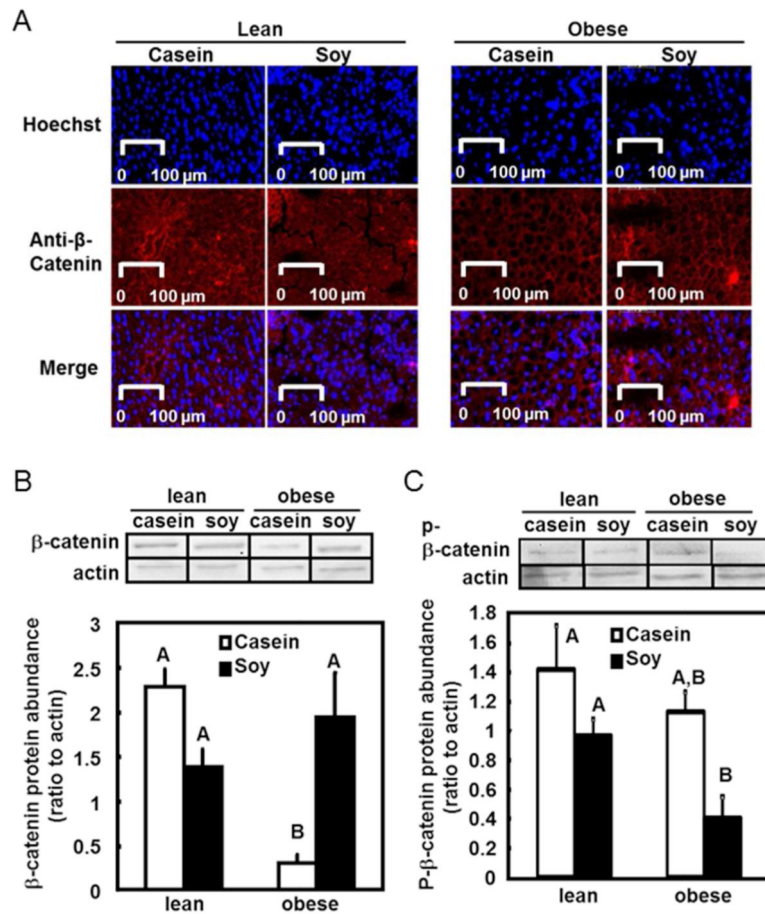 A
Lean
Obese
Casein Soy Casein Soy
Hoechst
0 100 µm 0 100 µm 0 100 µm 0 100 µm
Anti-β-
Catenin
0 100 µm 0 100 µm 0 100 µm 0 100 µm
Merge
0 100 µm 0 100 µm 0 100 µm 0 100 µm
B
lean obese
casein soy casein soy
β-catenin
actin
β-catenin protein abundance
(ratio to actin)
3
2.5
2
1.5
1
0.5
0
Casein
Soy
A
A
B
A
lean obese
C
lean obese
p- casein soy casein soy
β-catenin
actin
P-β-catenin protein abundance
(ratio to actin)
1.8
1.6
1.4
1.2
1
0.8
0.6
0.4
0.2
0
Casein
Soy
A
A
A,B
B
lean obese